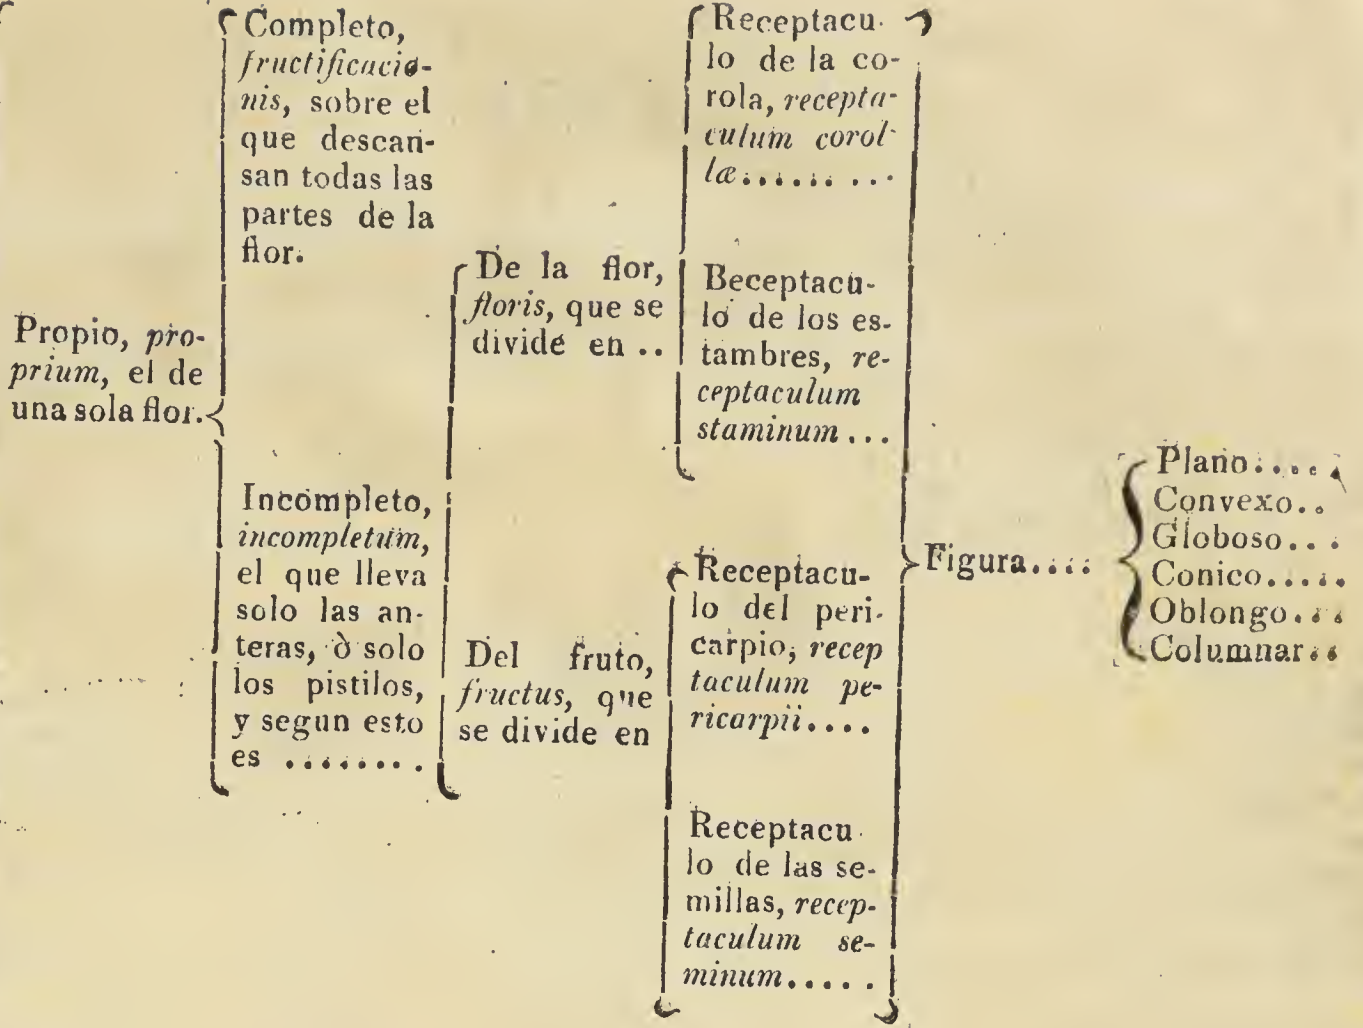 Propio, pro-
prium, el de
una sola flor.
Completo,
fructificacio-
nis, sobre el
que descan-
san todas las
partes de la
flor.
Incompleto,
incompletum,
el que lleva
solo las an-
teras, ò solo
los pistilos,
y segun esto
es ........
De la flor,
floris, que se
divide en ..
Del fruto,
fructus, que
se divide en
Receptacu-
lo de la co-
rola, recepta-
culum corol-
læ.........
Beceptacu-
lo de los es-
tambres, re-
ceptaculum
staminum ...
Receptacu-
lo del peri-
carpio, recep
taculum pe-
ricarpii....
Receptacu
lo de las se-
millas, recep-
taculum se-
minum.....
Figura....
Plano....
Convexo..
Globoso...
Conico.....
Oblongo...
Columnar..